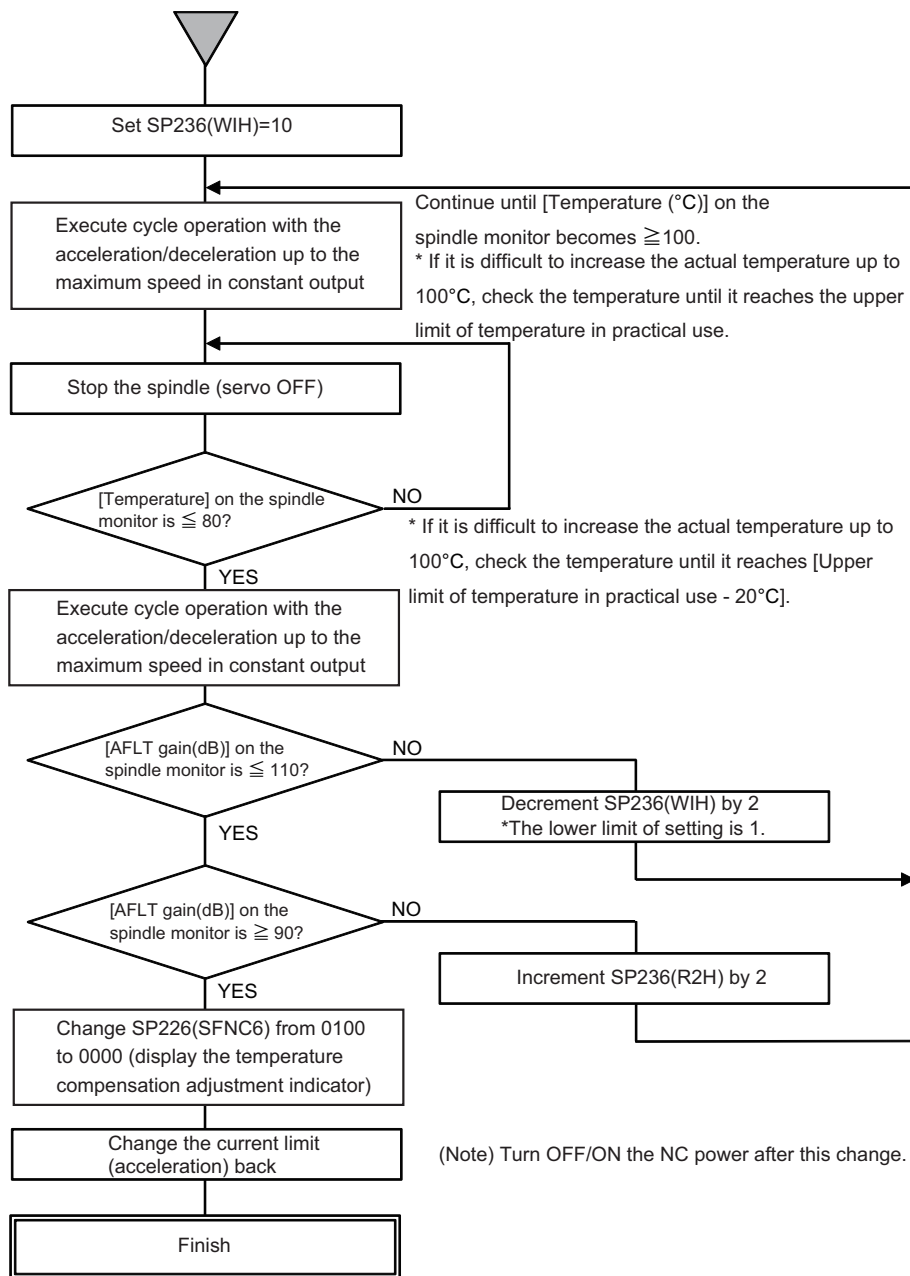 Set SP236(WIH)=10
Execute cycle operation with the
acceleration/deceleration up to the
maximum speed in constant output
Continue until [Temperature (°C)] on the
spindle monitor becomes ≧100.
* If it is difficult to increase the actual temperature up to
100°C, check the temperature until it reaches the upper
limit of temperature in practical use.
Stop the spindle (servo OFF)
[Temperature] on the spindle
monitor is ≦ 80?
NO
* If it is difficult to increase the actual temperature up to
100°C, check the temperature until it reaches [Upper
limit of temperature in practical use - 20°C].
YES
Execute cycle operation with the
acceleration/deceleration up to the
maximum speed in constant output
[AFLT gain(dB)] on the
spindle monitor is ≦ 110?
NO
Decrement SP236(WIH) by 2
*The lower limit of setting is 1.
YES
[AFLT gain(dB)] on the
spindle monitor is ≧ 90?
NO
Increment SP236(R2H) by 2
YES
Change SP226(SFNC6) from 0100
to 0000 (display the temperature
compensation adjustment indicator)
Change the current limit
(acceleration) back
(Note) Turn OFF/ON the NC power after this change.
Finish